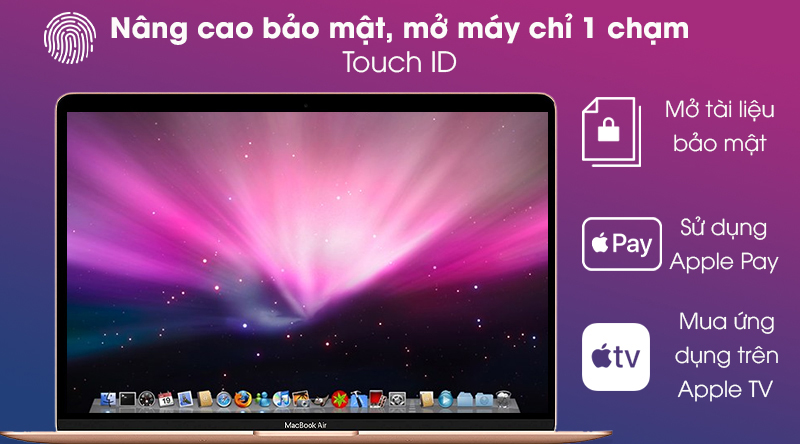 Nâng cao bảo mật, mở máy chỉ 1 chạm
Touch ID
Mở tài liệu
bảo mật
Pay
Sử dụng
Apple Pay
tv
Mua ứng
dụng trên
Apple TV
19
MacBook Air